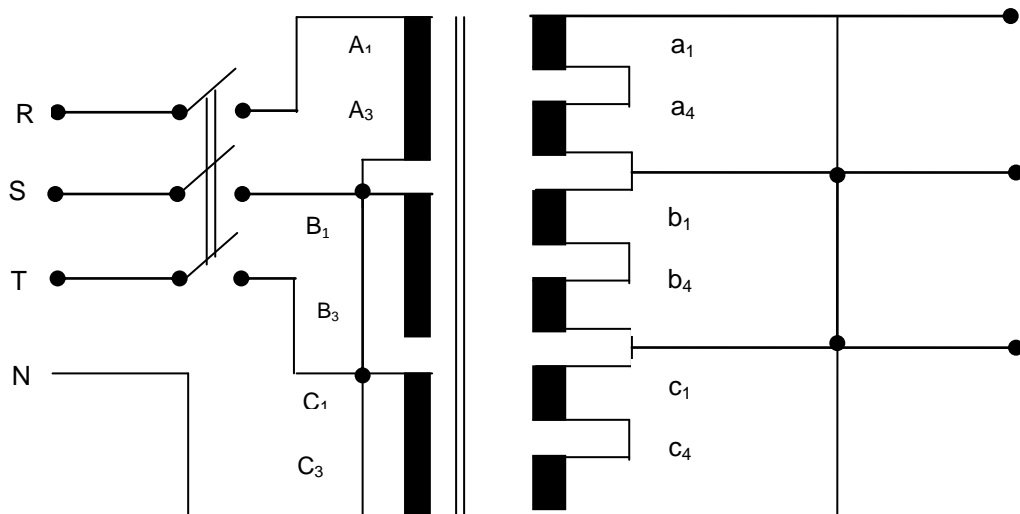 A₁
a₁
R
A₃
a₄
S
B₁
b₁
T
b₄
B₃
N
C₁
c₁
C₃
c₄